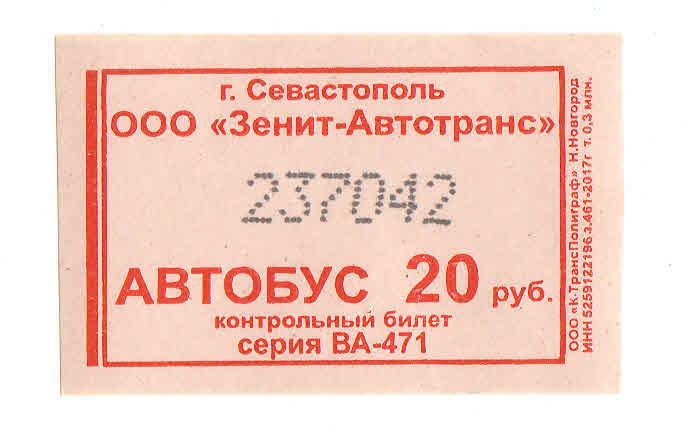 г. Севастополь
ООО «Зенит-Автотранс»
237042
АВТОБУС 20 руб.
контрольный билет
серия ВА-471
ООО «К.ТрансПолиграф» Н.Новгород
ИНН 5259122196 з.461-2017г т. 0,3 млн.